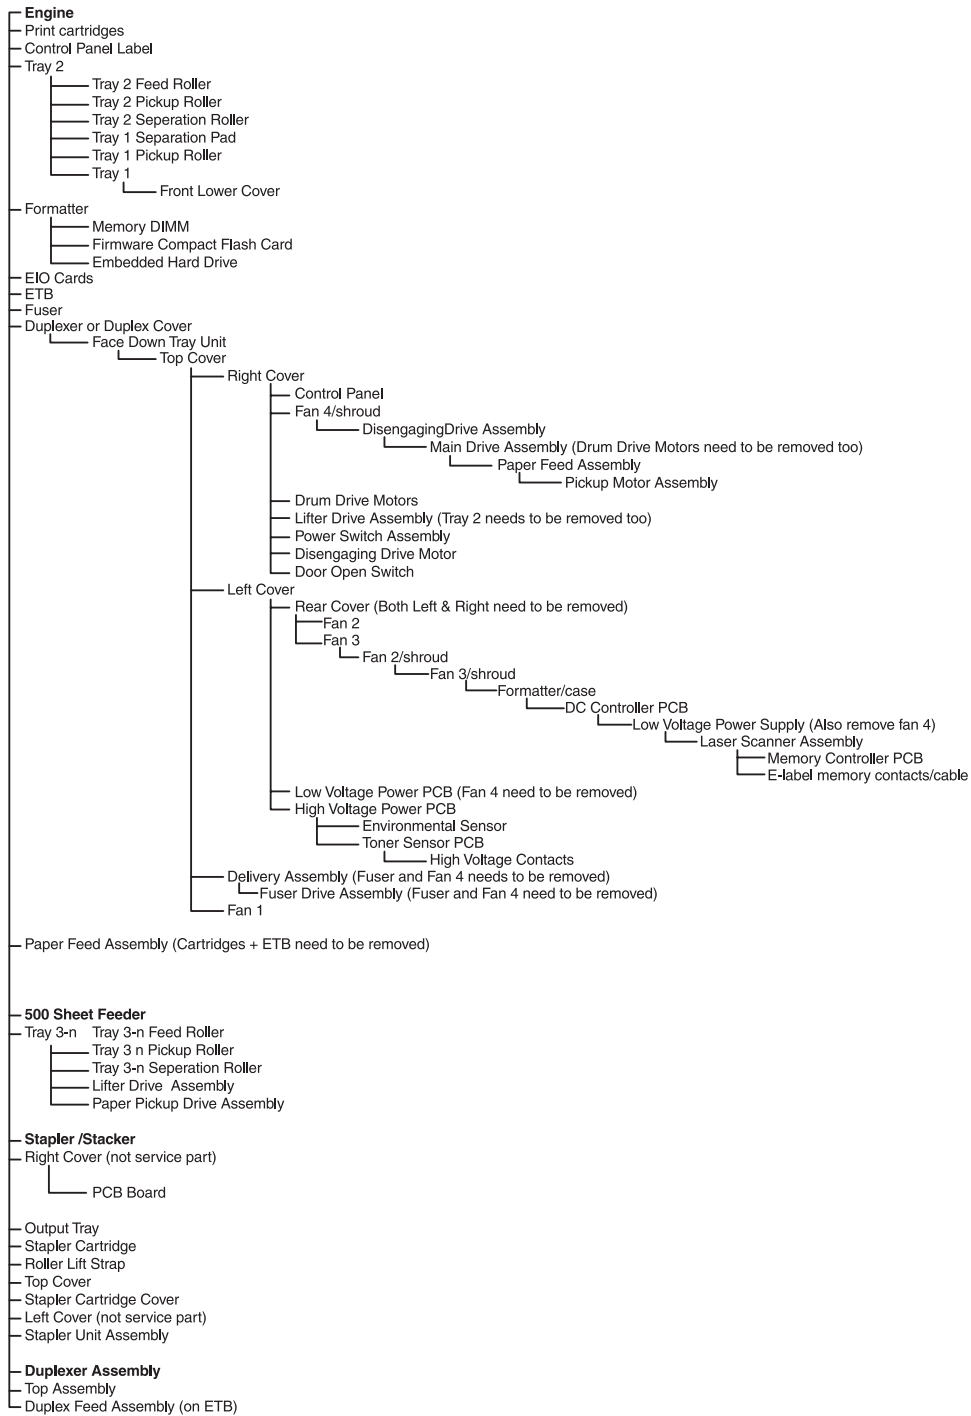 Engine
Print cartridges
Control Panel Label
Tray 2
Tray 2 Feed Roller
Tray 2 Pickup Roller
Tray 2 Seperation Roller
Tray 1 Separation Pad
Tray 1 Pickup Roller
Tray 1
Front Lower Cover
Formatter
Memory DIMM
Firmware Compact Flash Card
Embedded Hard Drive
EIO Cards
ETB
Fuser
Duplexer or Duplex Cover
Face Down Tray Unit
Top Cover
Right Cover
Control Panel
Fan 4/shroud
DisengagingDrive Assembly
Main Drive Assembly (Drum Drive Motors need to be removed too)
Paper Feed Assembly
Pickup Motor Assembly
Drum Drive Motors
Lifter Drive Assembly (Tray 2 needs to be removed too)
Power Switch Assembly
Disengaging Drive Motor
Door Open Switch
Left Cover
Rear Cover (Both Left & Right need to be removed)
Fan 2
Fan 3
Fan 2/shroud
Fan 3/shroud
Formatter/case
DC Controller PCB
Low Voltage Power Supply (Also remove fan 4)
Laser Scanner Assembly
Memory Controller PCB
E-label memory contacts/cable
Low Voltage Power PCB (Fan 4 need to be removed)
High Voltage Power PCB
Environmental Sensor
Toner Sensor PCB
High Voltage Contacts
Delivery Assembly (Fuser and Fan 4 needs to be removed)
Fuser Drive Assembly (Fuser and Fan 4 need to be removed)
Fan 1
Paper Feed Assembly (Cartridges + ETB need to be removed)
500 Sheet Feeder
Tray 3-n Tray 3-n Feed Roller
Tray 3 n Pickup Roller
Tray 3-n Seperation Roller
Lifter Drive Assembly
Paper Pickup Drive Assembly
Stapler /Stacker
Right Cover (not service part)
PCB Board
Output Tray
Stapler Cartridge
Roller Lift Strap
Top Cover
Stapler Cartridge Cover
Left Cover (not service part)
Stapler Unit Assembly
Duplexer Assembly
Top Assembly
Duplex Feed Assembly (on ETB)